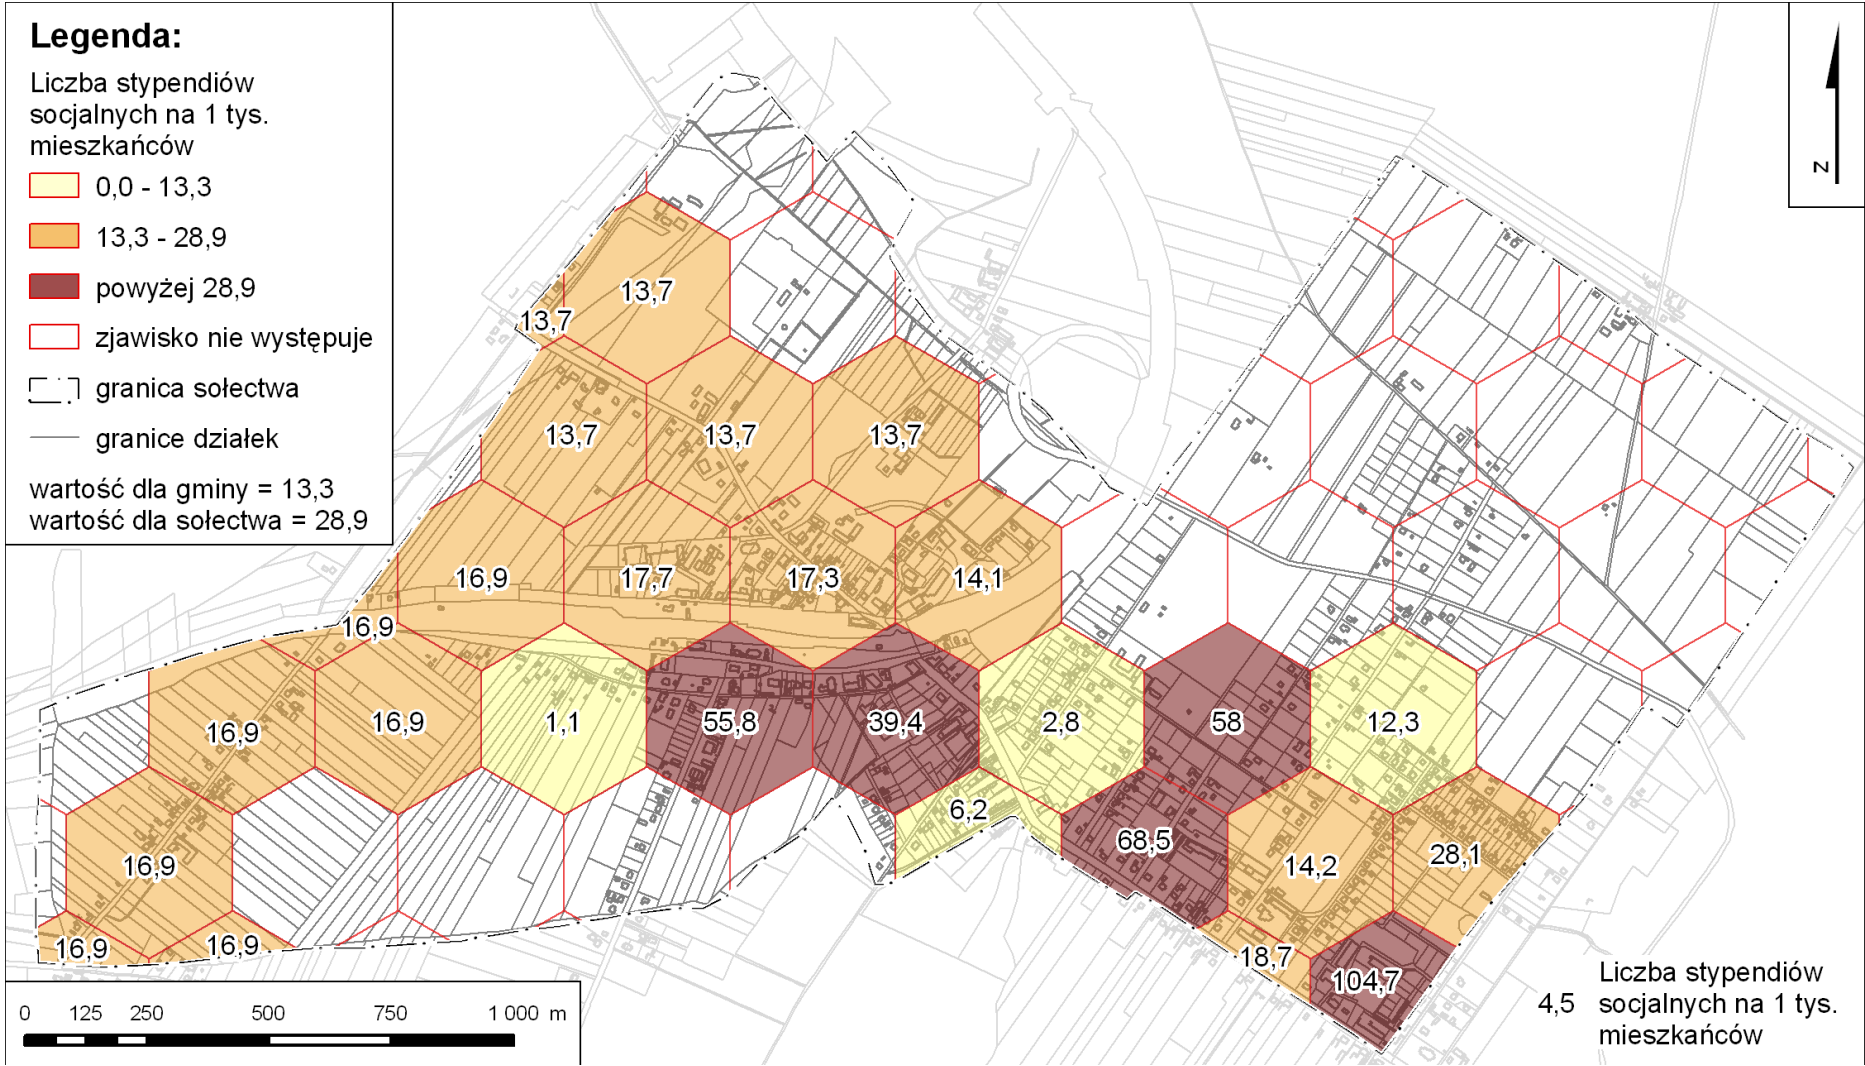 Legenda:
Liczba stypendiów
socjalnych na 1 tys.
mieszkańców
0,0 - 13,3
13,3 - 28,9
powyżej 28,9
zjawisko nie występuje
granica sołectwa
granice działek
wartość dla gminy = 13,3
wartość dla sołectwa = 28,9
N
13,7
13,7
13,7
13,7
13,7
16,9
17,7
17,3
14,1
16,9
16,9
16,9
1,1
55,8
39,4
2,8
58
12,3
6,2
68,5
14,2
28,1
16,9
16,9
16,9
18,7
104,7
0 125 250 500 750 1 000 m
4,5
Liczba stypendiów
socjalnych na 1 tys.
mieszkańców